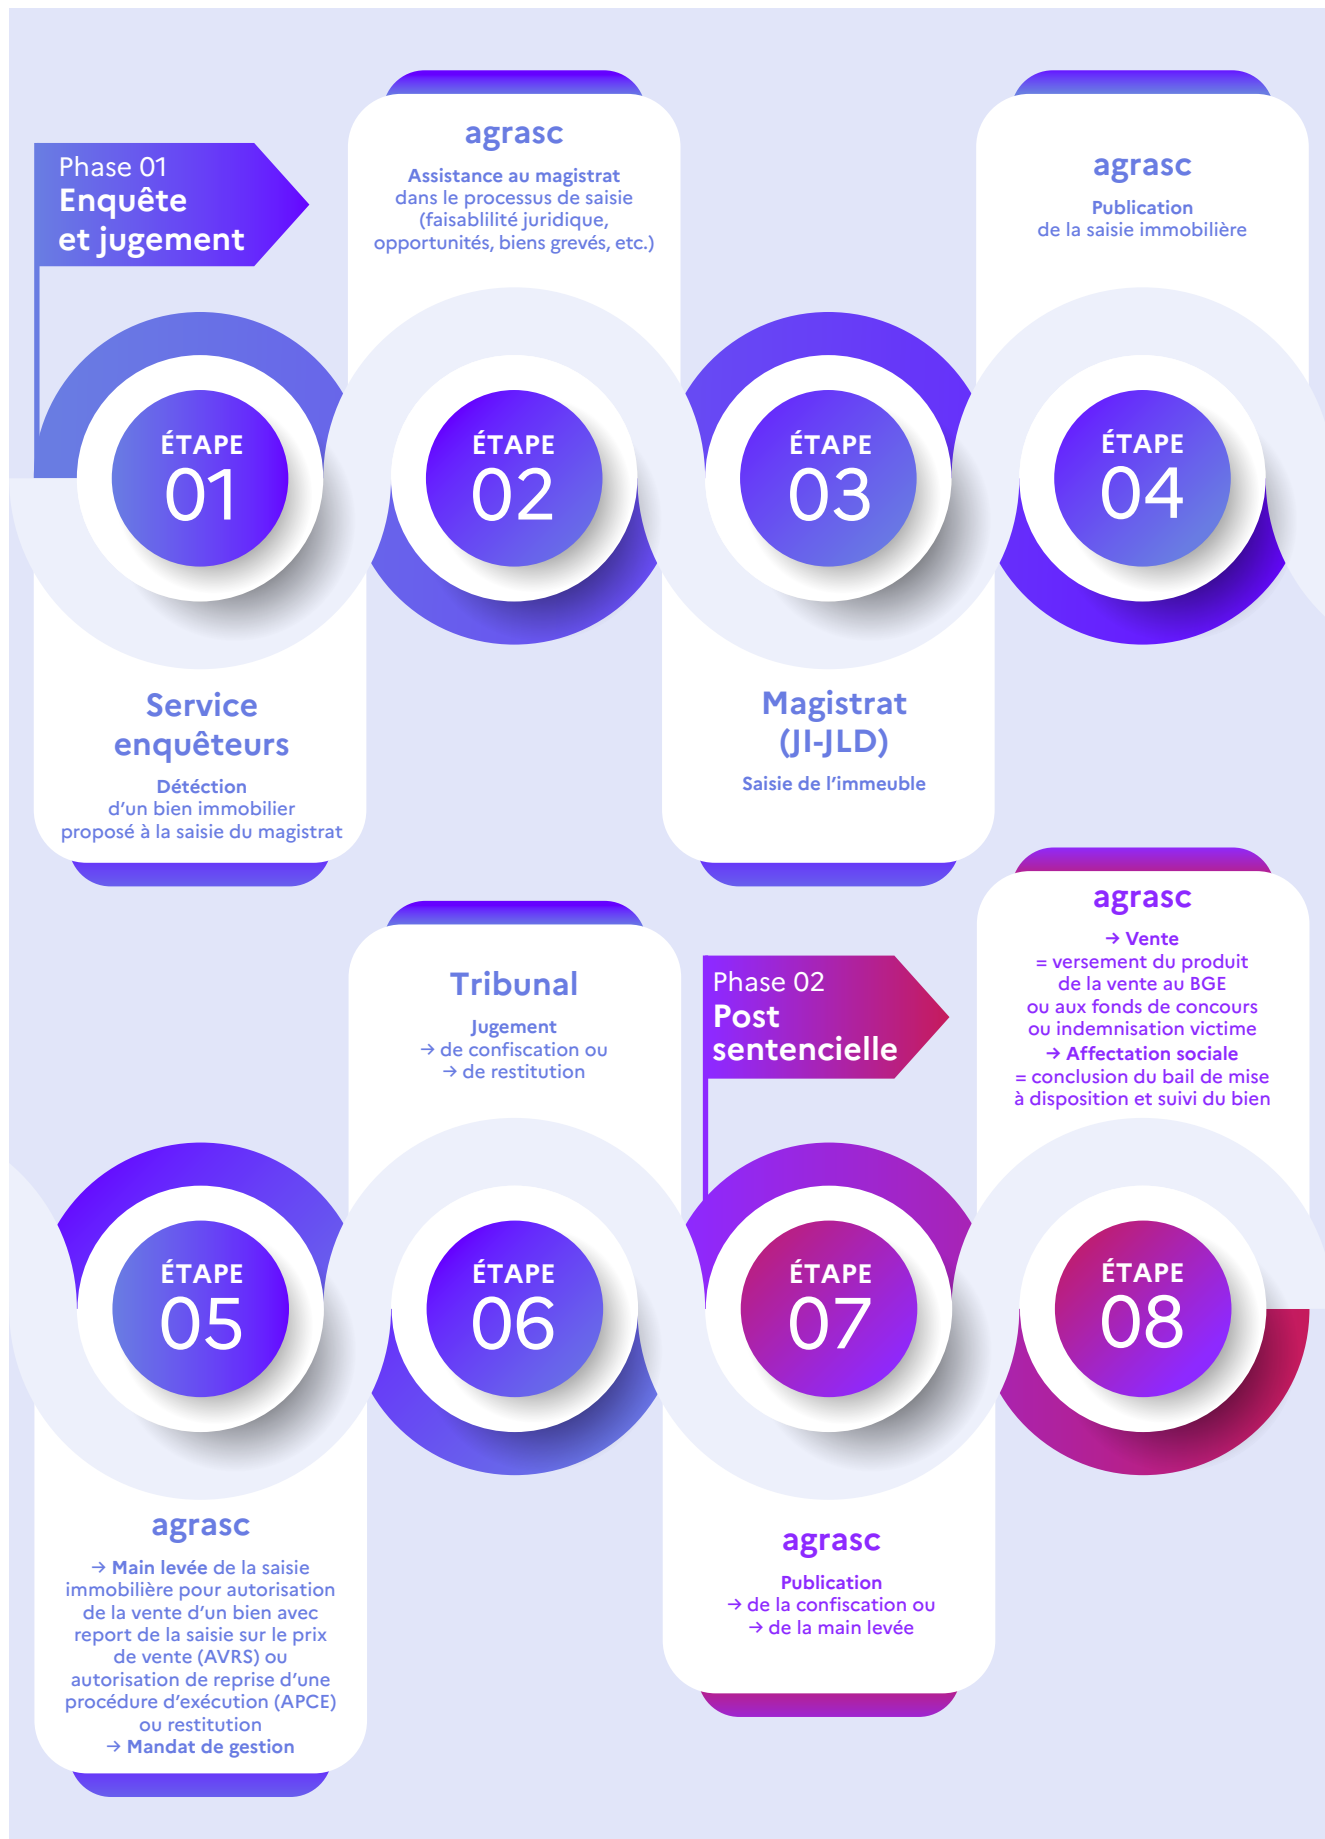 Phase 01
Enquête
et jugement
ÉTAPE
01
Service
enquêteurs
Détéction
d'un bien immobilier
proposé à la saisie du magistrat
agrasc
Assistance au magistrat
dans le processus de saisie
(faisablilité juridique,
opportunités, biens grevés, etc.)
ÉTAPE
02
ÉTAPE
03
Magistrat
(JI-JLD)
Saisie de l'immeuble
agrasc
Publication
de la saisie immobilière
ÉTAPE
04
ÉTAPE
05
agrasc
→ Main levée de la saisie
immobilière pour autorisation
de la vente d'un bien avec
report de la saisie sur le prix
de vente (AVRS) ou
autorisation de reprise d'une
procédure d'exécution (APCE)
ou restitution
→ Mandat de gestion
Tribunal
Jugement
→ de confiscation ou
→ de restitution
ÉTAPE
06
Phase 02
Post
sentencielle
ÉTAPE
07
agrasc
Publication
→ de la confiscation ou
→ de la main levée
agrasc
→ Vente
= versement du produit
de la vente au BGE
ou aux fonds de concours
ou indemnisation victime
→ Affectation sociale
= conclusion du bail de mise
à disposition et suivi du bien
ÉTAPE
08